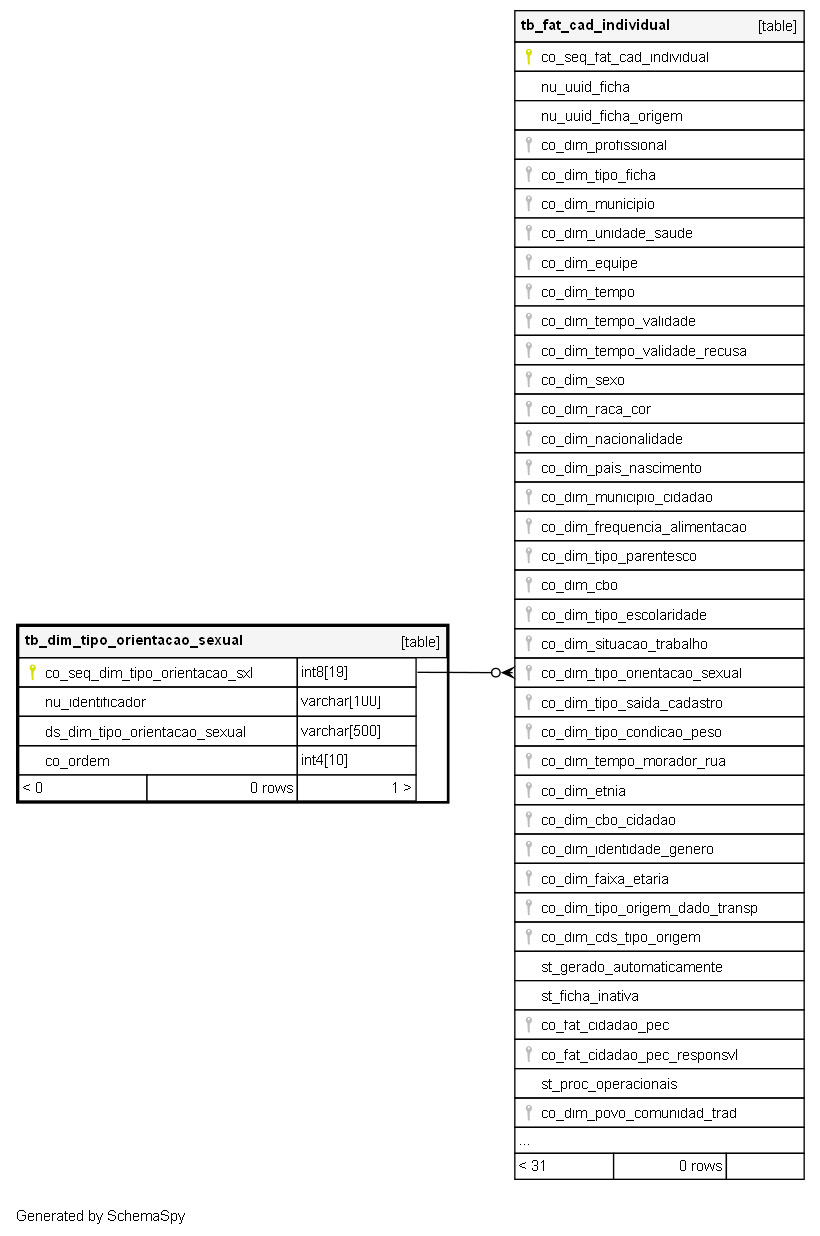 tb_fat_cad_individual [table]
co_seq_fat_cad_individual
nu_uuid_ficha
nu_uuid_ficha_origem
co_dim_profissional
co_dim_tipo_ficha
co_dim_municipio
co_dim_unidade_saude
co_dim_equipe
co_dim_tempo
co_dim_tempo_validade
co_dim_tempo_validade_recusa
co_dim_sexo
co_dim_raca_cor
co_dim_nacionalidade
co_dim_pais_nascimento
co_dim_municipio_cidadao
co_dim_frequencia_alimentacao
co_dim_tipo_parentesco
co_dim_cbo
co_dim_tipo_escolaridade
co_dim_situacao_trabalho
co_dim_tipo_orientacao_sexual
co_dim_tipo_saida_cadastro
co_dim_tipo_condicao_peso
co_dim_tempo_morador_rua
co_dim_etnia
co_dim_cbo_cidadao
co_dim_identidade_genero
co_dim_faixa_etaria
co_dim_tipo_origem_dado_transp
co_dim_cds_tipo_origem
st_gerado_automaticamente
st_ficha_inativa
co_fat_cidadao_pec
co_fat_cidadao_pec_responsvl
st_proc_operacionais
co_dim_povo_comunidad_trad
...
< 31 0 rows
tb_dim_tipo_orientacao_sexual [table]
co_seq_dim_tipo_orientacao_sxl int8[19]
nu_identificador varchar[100]
ds_dim_tipo_orientacao_sexual varchar[500]
co_ordem int4[10]
< 0 0 rows 1 >
Generated by SchemaSpy